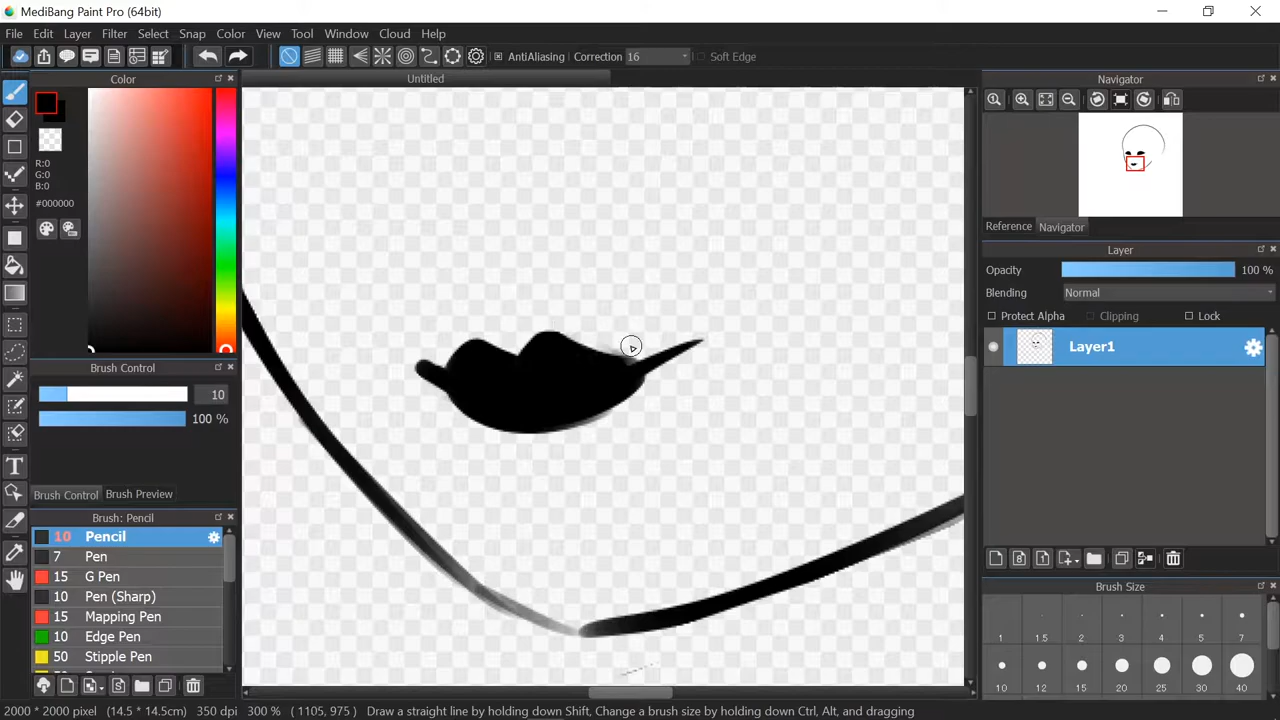 MediBang Paint Pro (64bit)
File Edit Layer Filter Select Snap Color View Tool Window Cloud Help
AntiAliasing Correction 16 Soft Edge
Color
Untitled
Navigator
R:0
G:0
B:0
#000000
Reference Navigator
Layer
Opacity 100 %
Blending Normal
Protect Alpha Clipping Lock
Layer1
Brush Control
10
100 %
Brush Control Brush Preview
Brush: Pencil
10 Pencil
7 Pen
15 G Pen
10 Pen (Sharp)
15 Mapping Pen
10 Edge Pen
50 Stipple Pen
Brush Size
1 1.5 2 3 4 5 7
10 12 15 20 25 30 40
2000 * 2000 pixel (14.5 * 14.5cm) 350 dpi 300 % ( 1105, 975 ) Draw a straight line by holding down Shift, Change a brush size by holding down Ctrl, Alt, and dragging